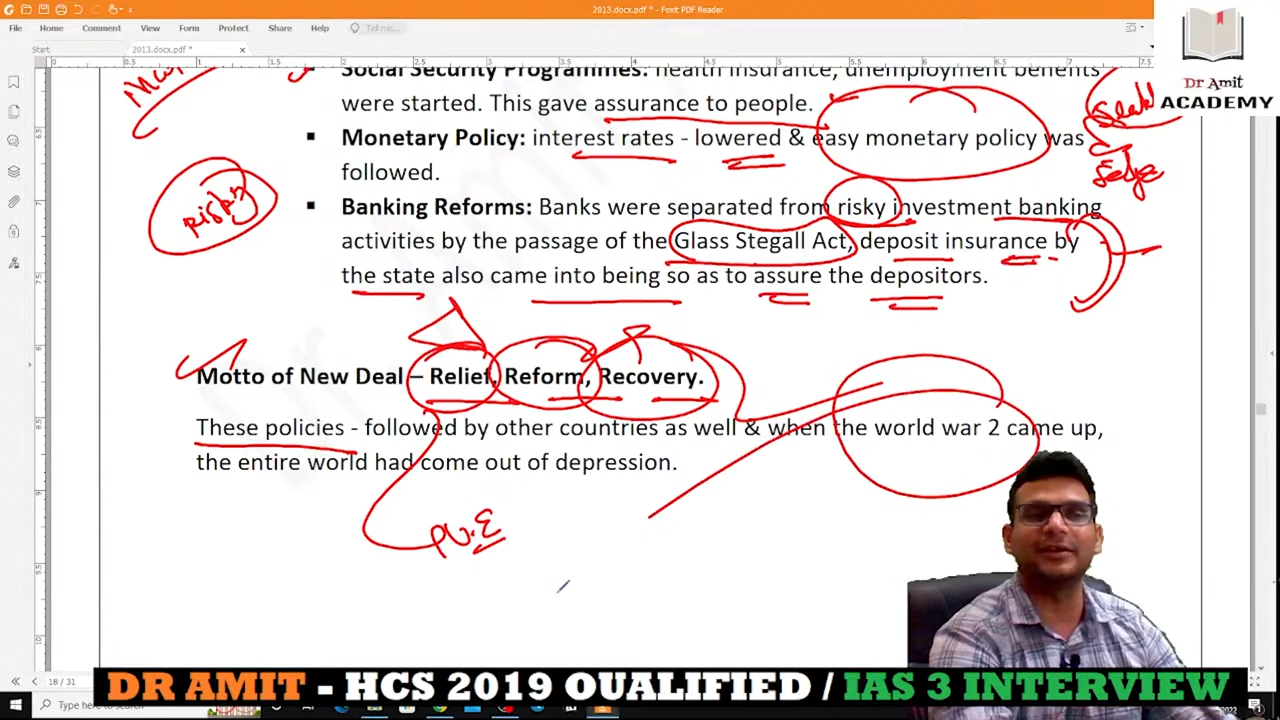 2013.docx.pdf * - Foxit PDF Reader
File Home Comment View Form Protect Share Help Tell me...
Start 2013.docx.pdf *
Dr Amit
ACADEMY
Social Security Programmes: health insurance, unemployment benefits
were started. This gave assurance to people.
▪ Monetary Policy: interest rates - lowered & easy monetary policy was
followed.
risky
▪ Banking Reforms: Banks were separated from risky investment banking
activities by the passage of the Glass Stegall Act, deposit insurance by
the state also came into being so as to assure the depositors.
Motto of New Deal – Relief, Reform, Recovery.
These policies - followed by other countries as well & when the world war 2 came up,
the entire world had come out of depression.
18 / 31
DR AMIT - HCS 2019 QUALIFIED / IAS 3 INTERVIEW
Type here to search